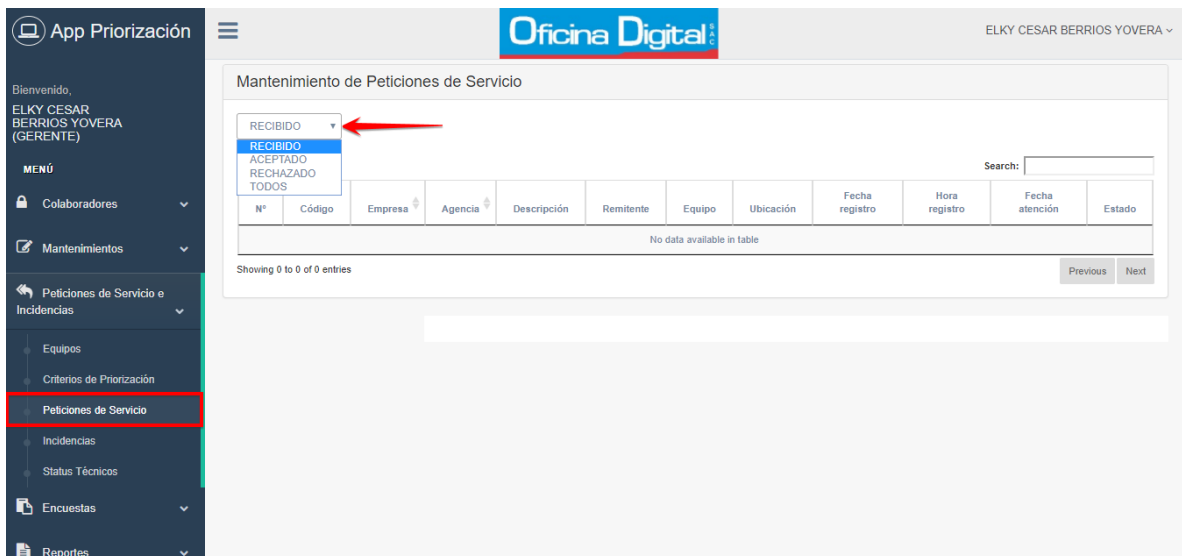 App Priorización
Oficina Digital SAC
ELKY CESAR BERRIOS YOVERA
Bienvenido,
ELKY CESAR
BERRIOS YOVERA
(GERENTE)
MENÚ
Colaboradores
Mantenimientos
Peticiones de Servicio e
Incidencias
Equipos
Criterios de Priorización
Peticiones de Servicio
Incidencias
Status Técnicos
Encuestas
Reportes
Mantenimiento de Peticiones de Servicio
RECIBIDO
RECIBIDO
ACEPTADO
RECHAZADO
TODOS
Search:
Nº Código Empresa Agencia Descripción Remitente Equipo Ubicación Fecha registro Hora registro Fecha atención Estado
No data available in table
Showing 0 to 0 of 0 entries
Previous Next